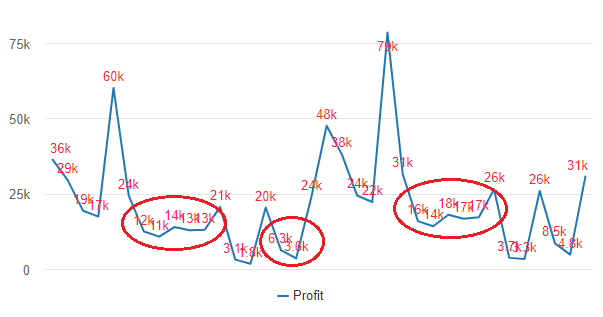 75k
50k
25k
0
36k
29k
19k
17k
60k
24k
12k
11k
14k
13k
13k
21k
3.1k
1.8k
20k
6.3k
3.6k
24k
48k
38k
24k
22k
79k
31k
16k
14k
18k
17k
17k
26k
3.7k
3.3k
26k
8.5k
4.8k
31k
Profit